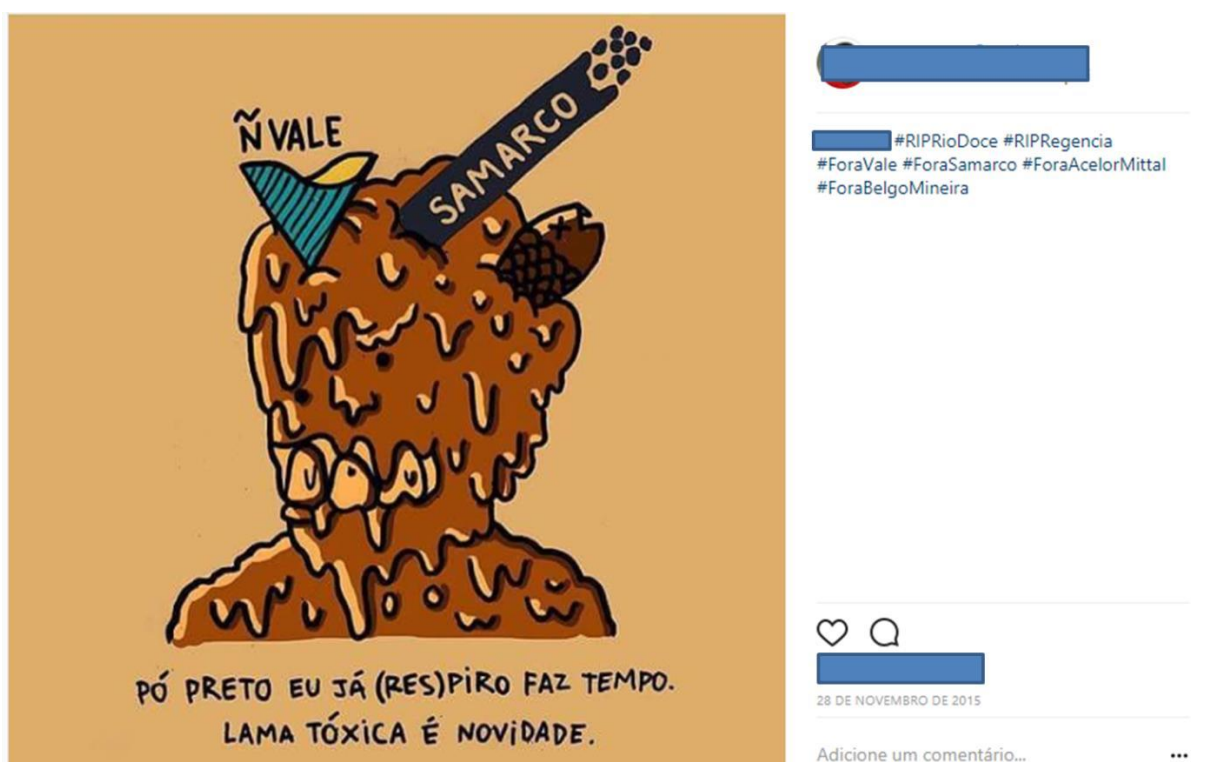 Ñ VALE
SAMARCO
PÓ PRETO EU JÁ (RES)PIRO FAZ TEMPO.
LAMA TÓXICA É NOVIDADE.
#RIPRioDoce #RIPRegencia
#ForaVale #ForaSamarco #ForaAcelorMittal
#ForaBelgoMineira
28 DE NOVEMBRO DE 2015
Adicione um comentário...